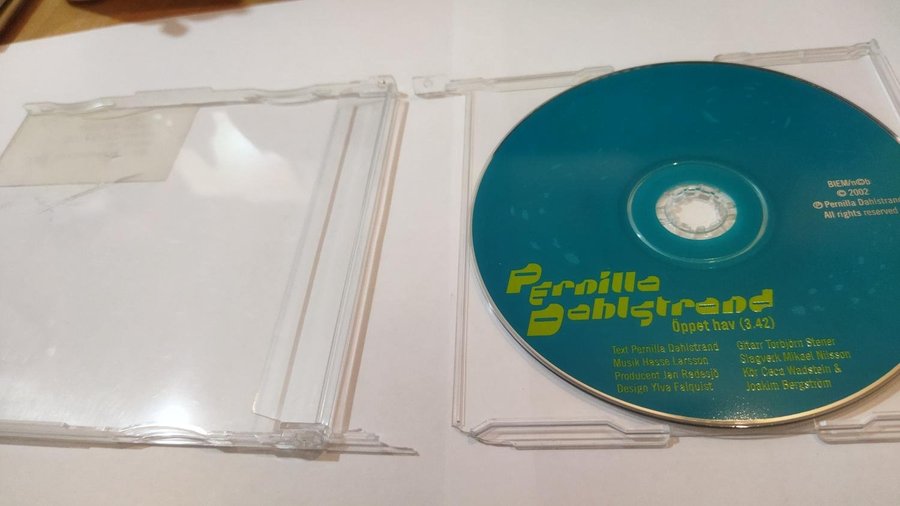 BIEM/n©b
© 2002
℗ Pernilla Dahlstrand
All rights reserved
Pernilla
Dahlstrand
Öppet hav (3.42)
Text Pernilla Dahlstrand
Musik Hasse Larsson
Producent Jan Radesjö
Design Ylva Falquist
Gitarr Torbjörn Stener
Slagverk Mikael Nilsson
Kör Ceca Wadstein &
Joakim Bergström